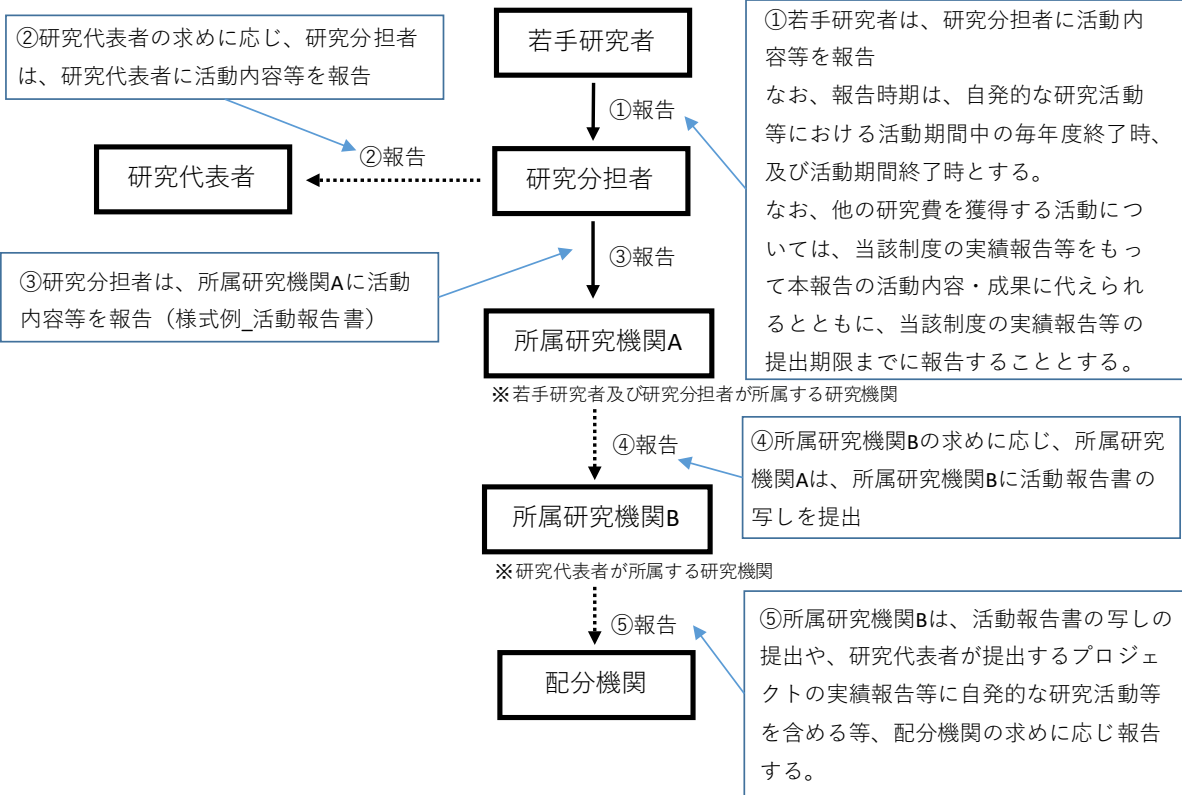 ②研究代表者の求めに応じ、研究分担者
は、研究代表者に活動内容等を報告
若手研究者
①若手研究者は、研究分担者に活動内
容等を報告
なお、報告時期は、自発的な研究活動
等における活動期間中の毎年度終了時、
及び活動期間終了時とする。
なお、他の研究費を獲得する活動につ
いては、当該制度の実績報告等をもっ
て本報告の活動内容・成果に代えられ
るとともに、当該制度の実績報告等の
提出期限までに報告することとする。
①報告
研究代表者
②報告
研究分担者
③研究分担者は、所属研究機関Aに活動
内容等を報告（様式例_活動報告書）
③報告
所属研究機関A
※若手研究者及び研究分担者が所属する研究機関
④報告
④所属研究機関Bの求めに応じ、所属研究
機関Aは、所属研究機関Bに活動報告書の
写しを提出
所属研究機関B
※研究代表者が所属する研究機関
⑤報告
⑤所属研究機関Bは、活動報告書の写しの
提出や、研究代表者が提出するプロジェ
クトの実績報告等に自発的な研究活動等
を含める等、配分機関の求めに応じ報告
する。
配分機関